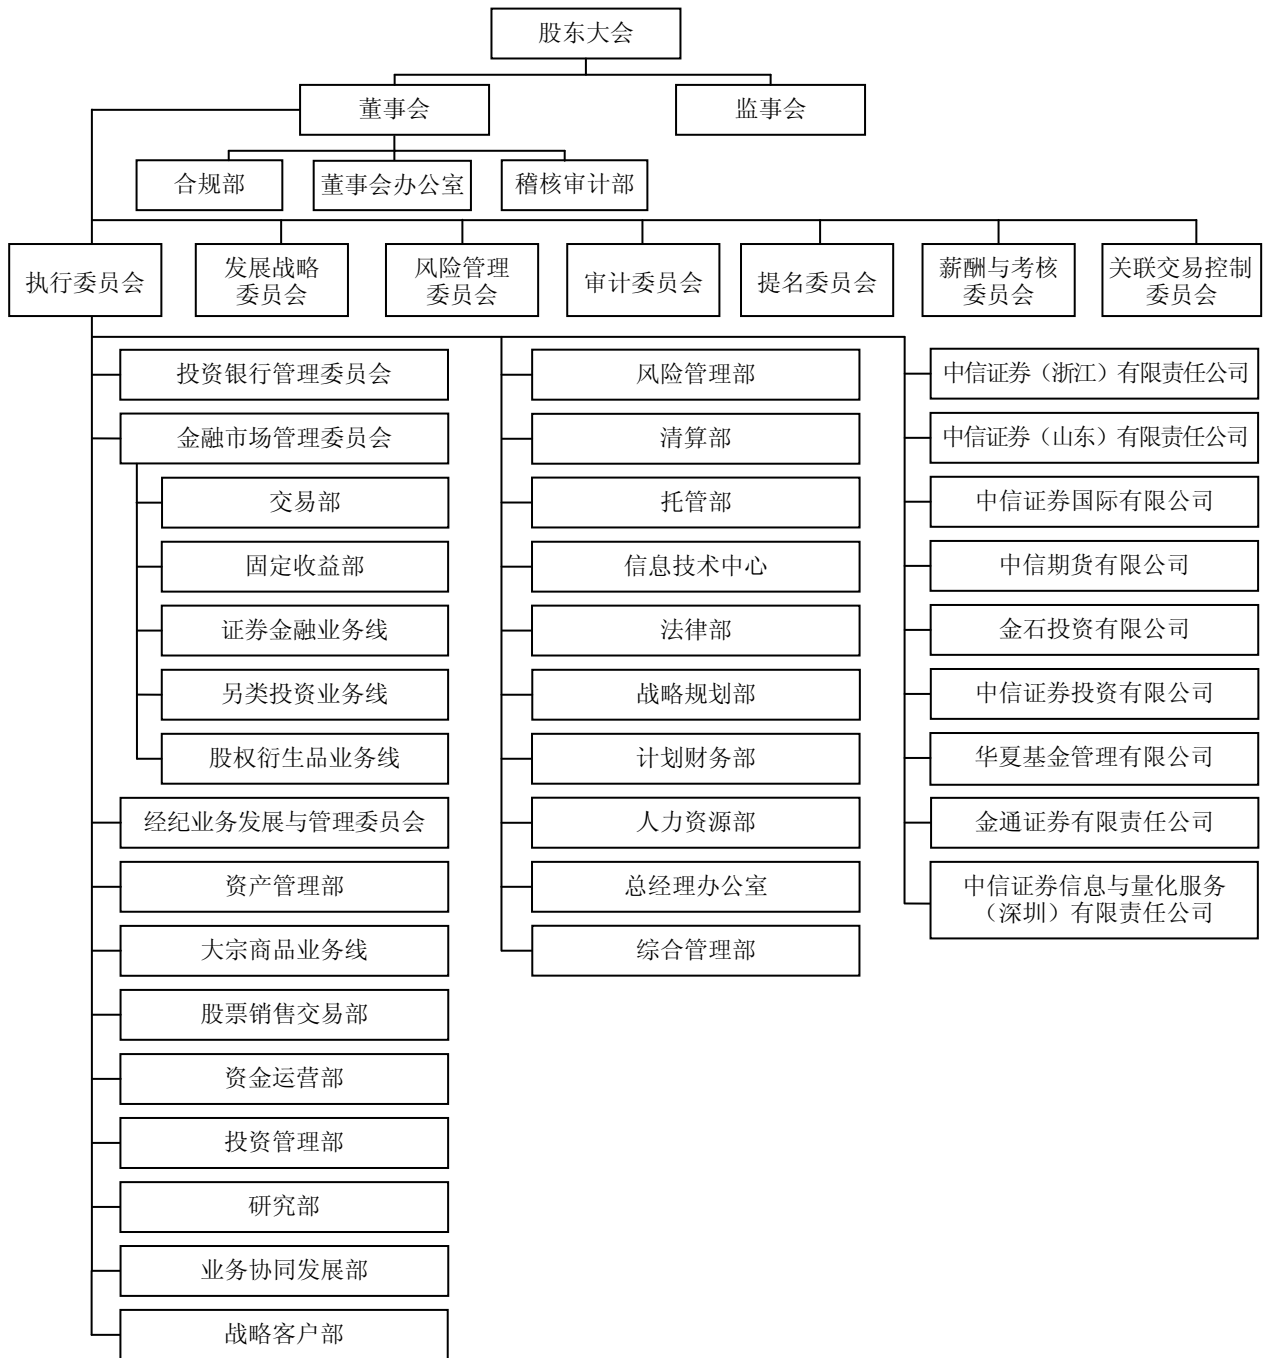 股东大会
董事会
监事会
合规部
董事会办公室
稽核审计部
执行委员会
发展战略
委员会
风险管理
委员会
审计委员会
提名委员会
薪酬与考核
委员会
关联交易控制
委员会
投资银行管理委员会
金融市场管理委员会
交易部
固定收益部
证券金融业务线
另类投资业务线
股权衍生品业务线
经纪业务发展与管理委员会
资产管理部
大宗商品业务线
股票销售交易部
资金运营部
投资管理部
研究部
业务协同发展部
战略客户部
风险管理部
清算部
托管部
信息技术中心
法律部
战略规划部
计划财务部
人力资源部
总经理办公室
综合管理部
中信证券（浙江）有限责任公司
中信证券（山东）有限责任公司
中信证券国际有限公司
中信期货有限公司
金石投资有限公司
中信证券投资有限公司
华夏基金管理有限公司
金通证券有限责任公司
中信证券信息与量化服务
（深圳）有限责任公司